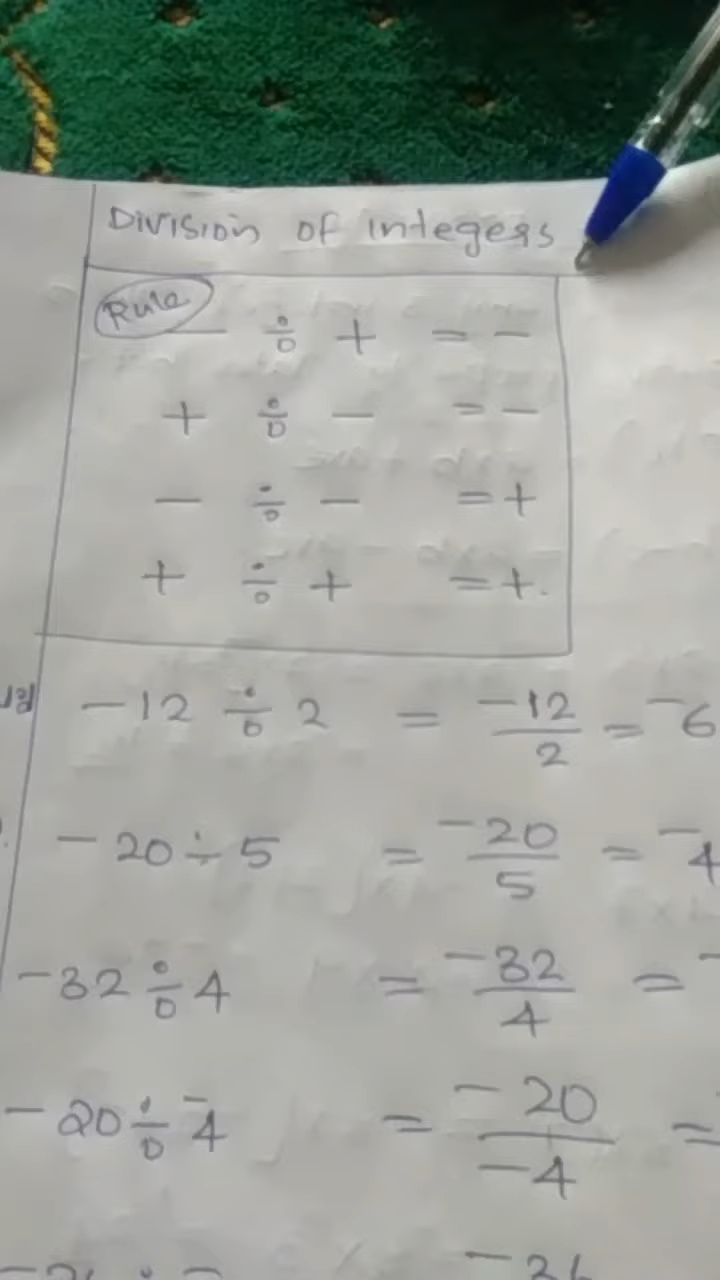 Division of integers
Rule
- ÷ + = -
+ ÷ - = -
- ÷ - = +
+ ÷ + = +.
-12 ÷ 2 = -12/2 = -6
-20 ÷ 5 = -20/5 = -4
-32 ÷ 4 = -32/4 = -
-20 ÷ -4 = -20/-4 =